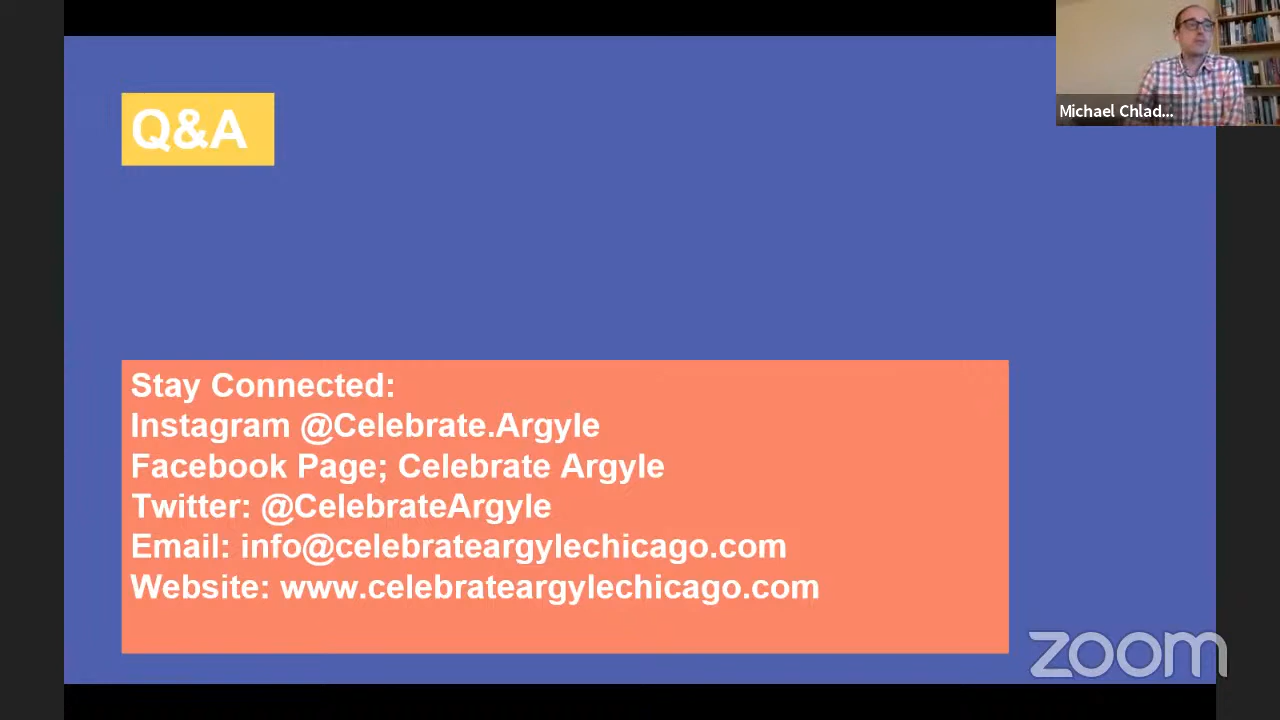 Q&A
Michael Chlad...
Stay Connected:
Instagram @Celebrate.Argyle
Facebook Page; Celebrate Argyle
Twitter: @CelebrateArgyle
Email: info@celebrateargylechicago.com
Website: www.celebrateargylechicago.com
zoom